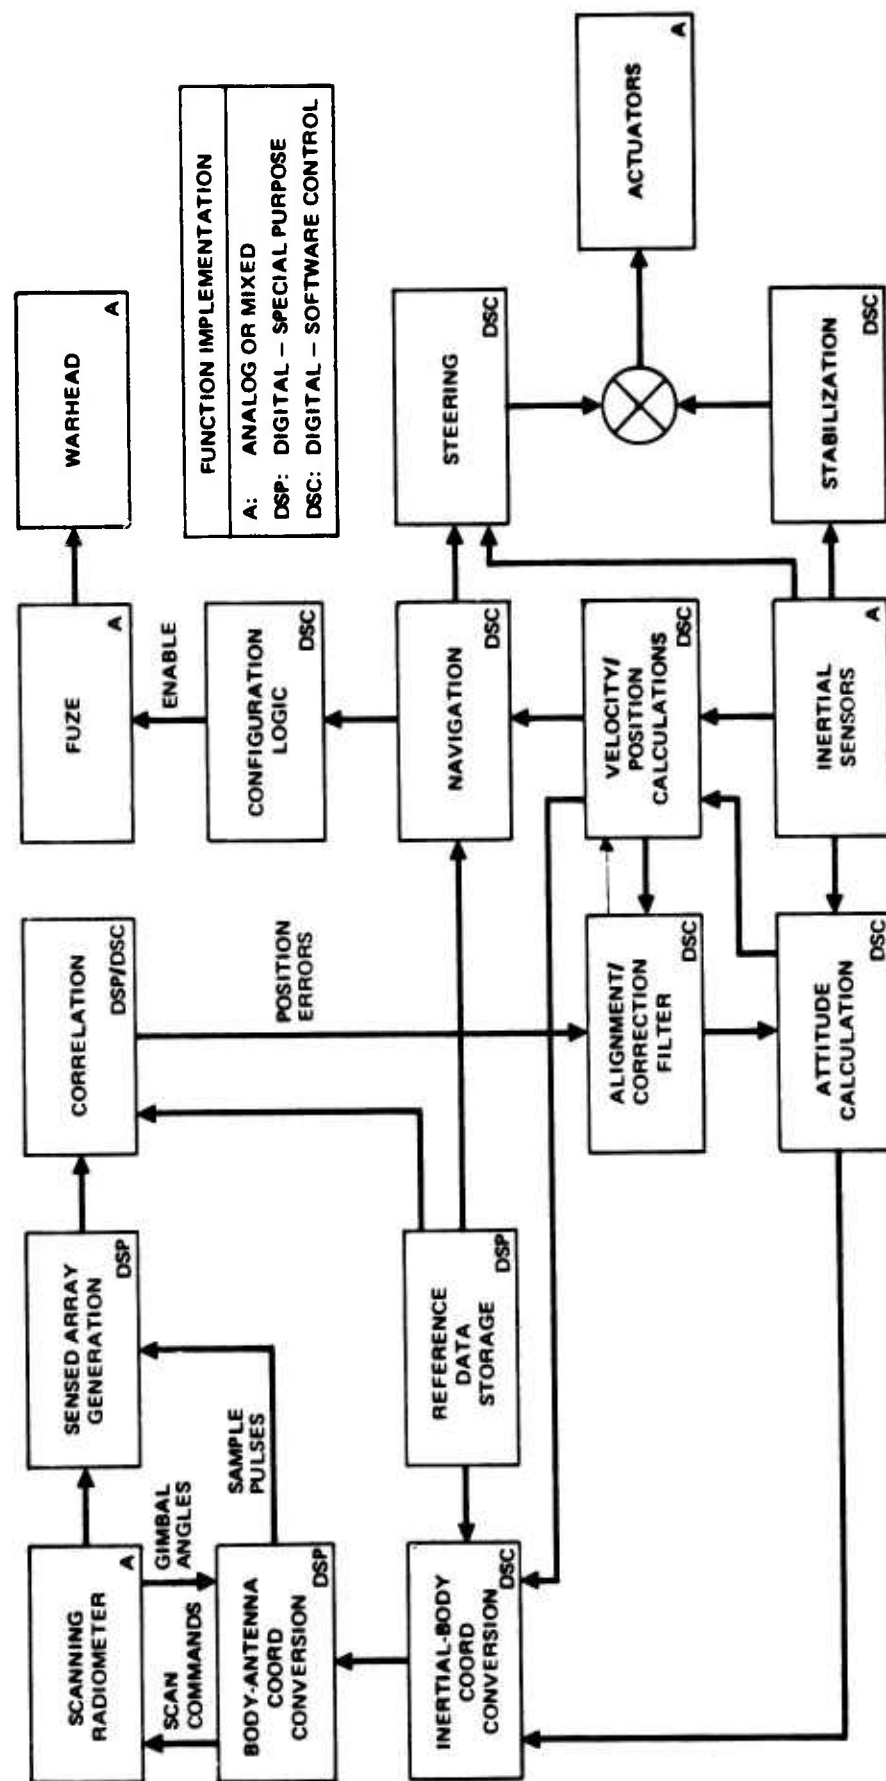 SCANNING
RADIOMETER
A
SENSED ARRAY
GENERATION
DSP
CORRELATION
DSP/DSC
FUZE
A
WARHEAD
A
SCAN
COMMANDS
GIMBAL
ANGLES
SAMPLE
PULSES
POSITION
ERRORS
ENABLE
BODY-ANTENNA
COORD
CONVERSION
DSP
CONFIGURATION
LOGIC
DSC
FUNCTION IMPLEMENTATION
A: ANALOG OR MIXED
DSP: DIGITAL – SPECIAL PURPOSE
DSC: DIGITAL – SOFTWARE CONTROL
INERTIAL-BODY
COORD
CONVERSION
DSC
REFERENCE
DATA
STORAGE
DSP
NAVIGATION
DSC
STEERING
DSC
ACTUATORS
A
ALIGNMENT/
CORRECTION
FILTER
DSC
VELOCITY/
POSITION
CALCULATIONS
DSC
ATTITUDE
CALCULATION
DSC
INERTIAL
SENSORS
A
STABILIZATION
DSC